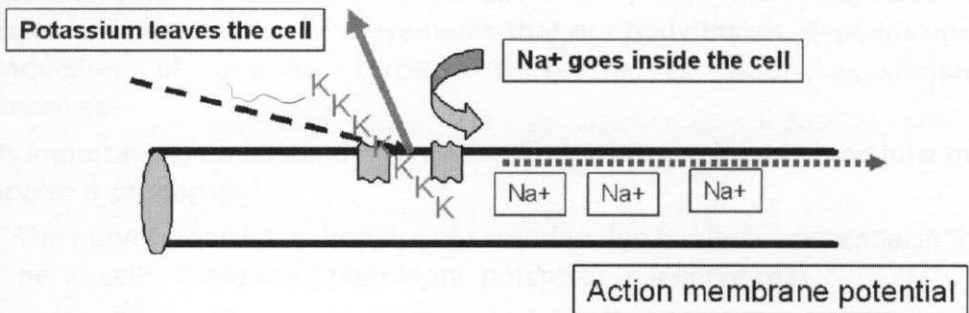 Potassium leaves the cell
Na+ goes inside the cell
K
K
K
K
K
K
K
Na+ Na+ Na+
Action membrane potential